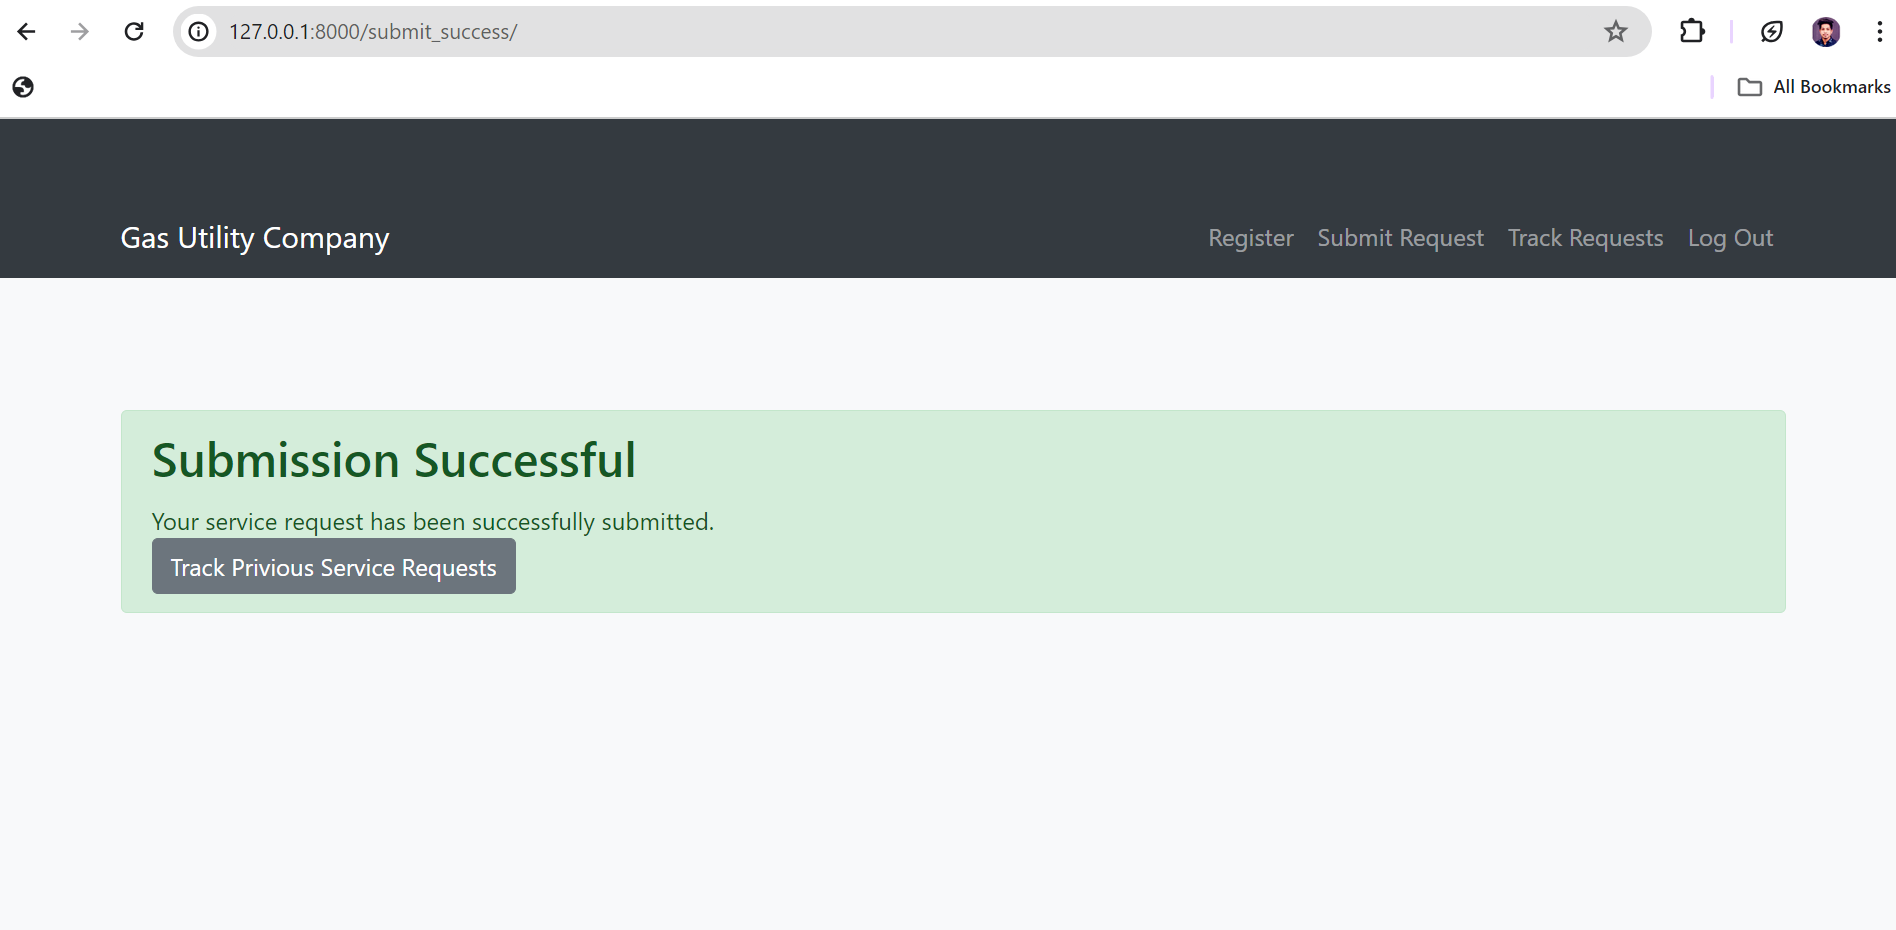 127.0.0.1:8000/submit_success/
All Bookmarks
Gas Utility Company
Register Submit Request Track Requests Log Out
Submission Successful
Your service request has been successfully submitted.
Track Privious Service Requests